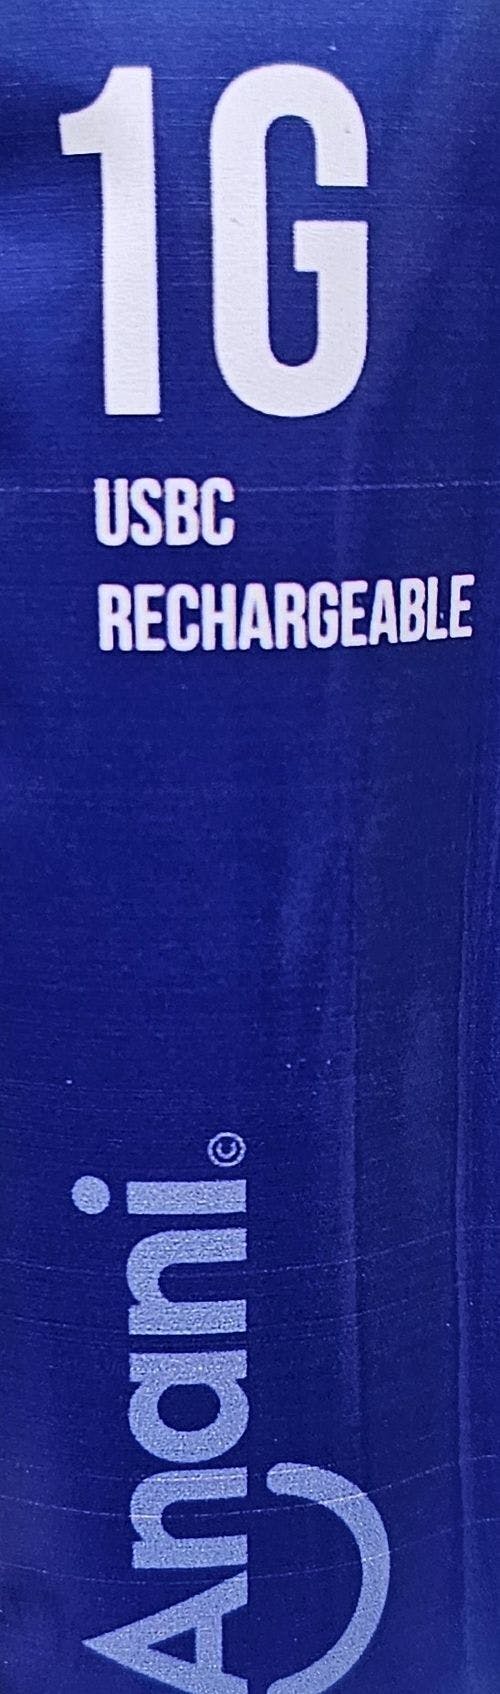 1G
USBC
RECHARGEABLE
Anani©